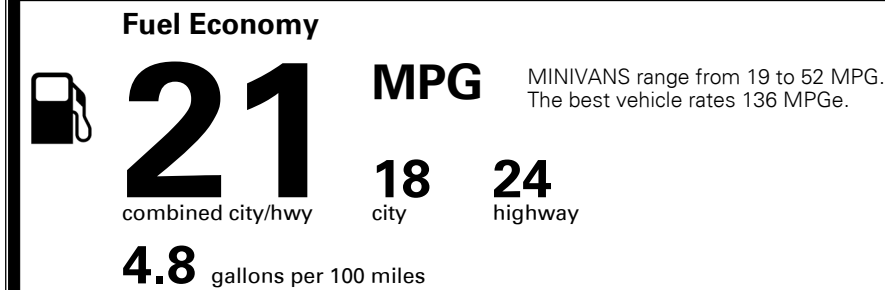 Fuel Economy
21 MPG
MINIVANS range from 19 to 52 MPG.
The best vehicle rates 136 MPGe.
18 24
combined city/hwy city highway
4.8 gallons per 100 miles